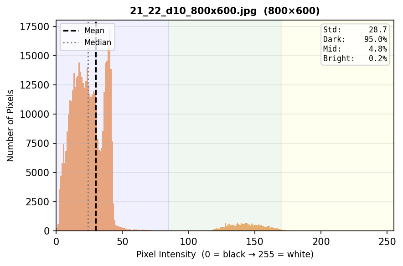 21_22_d10_800x600.jpg  (800×600)
17500
15000
12500
10000
7500
5000
2500
0
Number of Pixels
Mean
Median
Std: 28.7
Dark: 95.0%
Mid: 4.8%
Bright: 0.2%
0 50 100 150 200 250
Pixel Intensity  (0 = black → 255 = white)